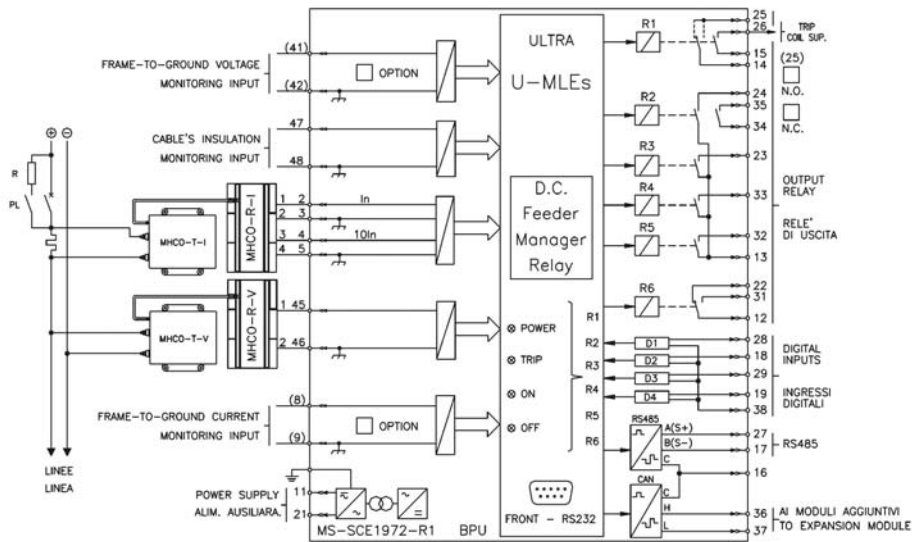 FRAME-TO-GROUND VOLTAGE
MONITORING INPUT
(41)
(42)
OPTION
CABLE'S INSULATION
MONITORING INPUT
47
48
R
PL
MHCO-T-I
MHCO-R-I
1 2
2 3
3 4
4 5
In
10In
MHCO-T-V
MHCO-R-V
1 45
2 46
FRAME-TO-GROUND CURRENT
MONITORING INPUT
(8)
(9)
OPTION
LINEE
LINEA
POWER SUPPLY
ALIM. AUSILIARA.
11
21
MS-SCE1972-R1 BPU
ULTRA
U-MLEs
D.C.
Feeder
Manager
Relay
POWER
TRIP
ON
OFF
R1
R2
R3
R4
R5
R6
FRONT - RS232
R1
R2
R3
R4
R5
R6
D1
D2
D3
D4
RS485
A(S+)
B(S-)
C
CAN
C
H
L
25
26
TRIP
COIL SUP.
15
14
(25)
N.O.
N.C.
24
35
34
23
33
32
13
OUTPUT
RELAY
RELE'
DI USCITA
22
31
12
28
18
29
19
38
DIGITAL
INPUTS
INGRESSI
DIGITALI
27
17
RS485
16
36
37
AI MODULI AGGIUNTIVI
TO EXPANSION MODULE